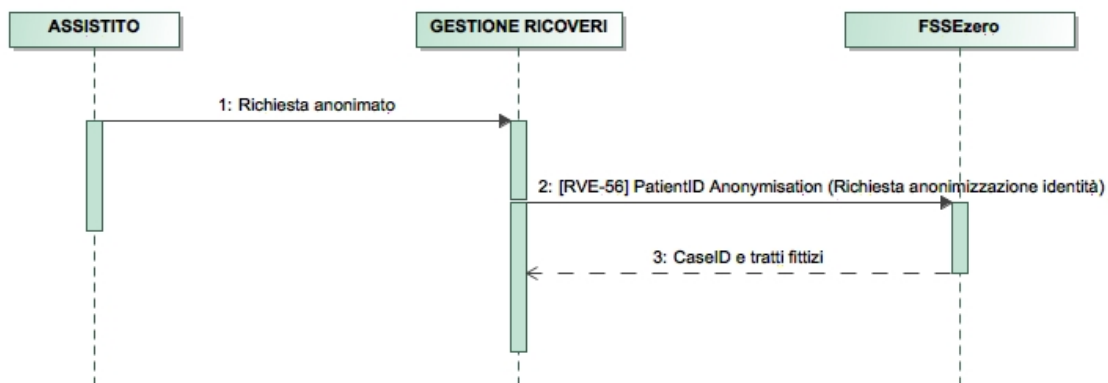 ASSISTITO
GESTIONE RICOVERI
FSSEzero
1: Richiesta anonimato
2: [RVE-56] PatientID Anonymisation (Richiesta anonimizzazione identità)
3: CaseID e tratti fittizi